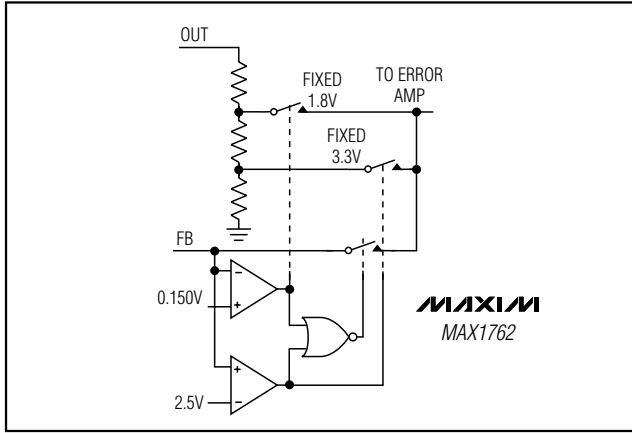 OUT
FIXED
1.8V
TO ERROR
AMP
FIXED
3.3V
FB
−
+
0.150V
+
−
2.5V
MAXIM
MAX1762